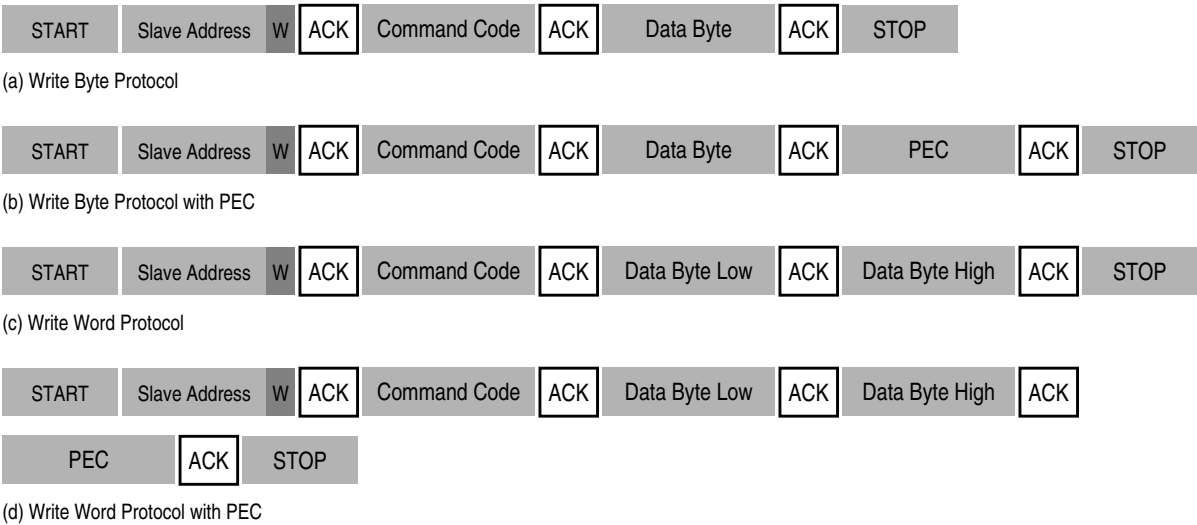 START Slave Address W ACK Command Code ACK Data Byte ACK STOP
(a) Write Byte Protocol
START Slave Address W ACK Command Code ACK Data Byte ACK PEC ACK STOP
(b) Write Byte Protocol with PEC
START Slave Address W ACK Command Code ACK Data Byte Low ACK Data Byte High ACK STOP
(c) Write Word Protocol
START Slave Address W ACK Command Code ACK Data Byte Low ACK Data Byte High ACK
PEC ACK STOP
(d) Write Word Protocol with PEC